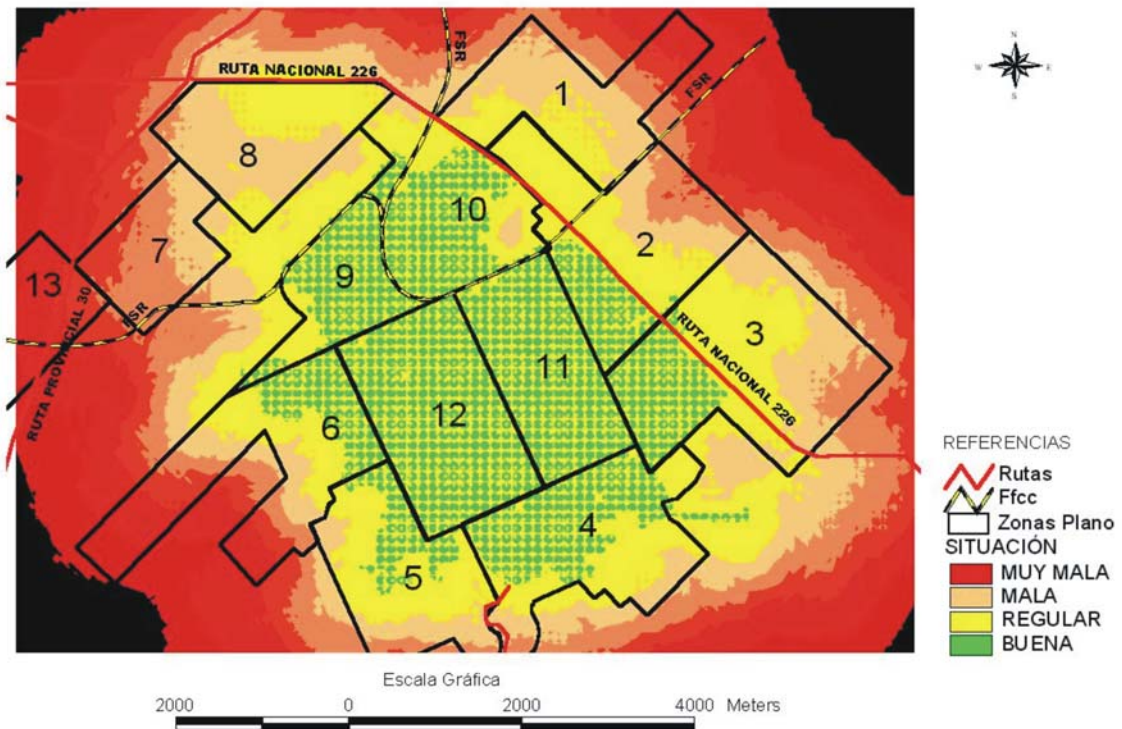 FSR
RUTA NACIONAL 226
FSR
1
8
10
7
2
9
13
FSR
3
RUTA PROVINCIAL 30
11
RUTA NACIONAL 226
12
6
4
5
N
W
E
S
REFERENCIAS
Rutas
Ffcc
Zonas Plano
SITUACIÓN
MUY MALA
MALA
REGULAR
BUENA
Escala Gráfica
2000 0 2000 4000 Meters